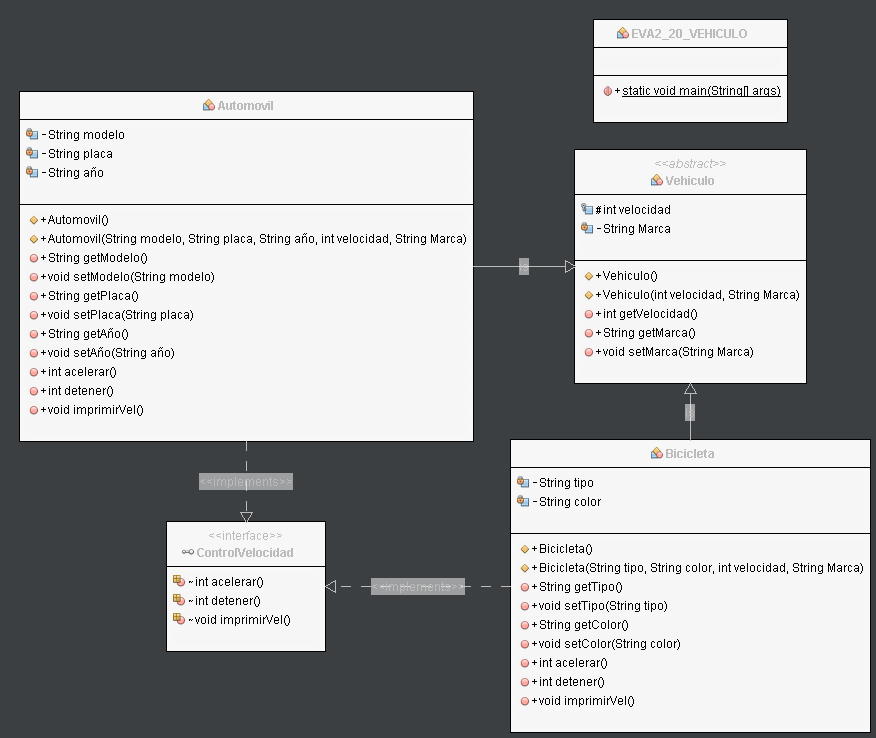 EVA2_20_VEHICULO
+static void main(String[] args)
Automovil
-String modelo
-String placa
-String año
+Automovil()
+Automovil(String modelo, String placa, String año, int velocidad, String Marca)
+String getModelo()
+void setModelo(String modelo)
+String getPlaca()
+void setPlaca(String placa)
+String getAño()
+void setAño(String año)
+int acelerar()
+int detener()
+void imprimirVel()
<<abstract>>
Vehiculo
#int velocidad
-String Marca
+Vehiculo()
+Vehiculo(int velocidad, String Marca)
+int getVelocidad()
+String getMarca()
+void setMarca(String Marca)
<<implements>>
<<interface>>
ControlVelocidad
~int acelerar()
~int detener()
~void imprimirVel()
<<implements>>
Bicicleta
-String tipo
-String color
+Bicicleta()
+Bicicleta(String tipo, String color, int velocidad, String Marca)
+String getTipo()
+void setTipo(String tipo)
+String getColor()
+void setColor(String color)
+int acelerar()
+int detener()
+void imprimirVel()